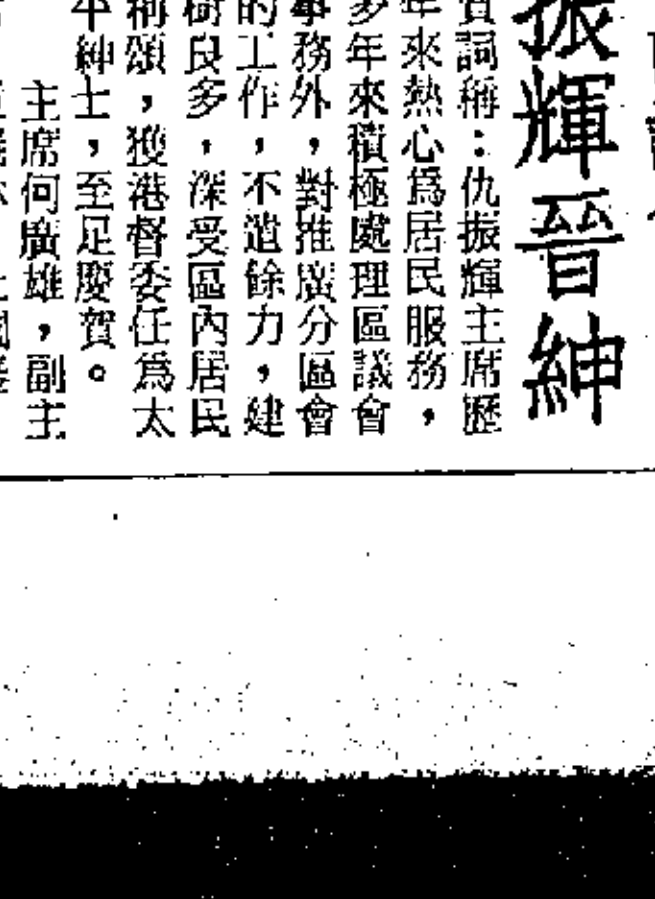 振輝晉紳
賀詞稱：仇振輝主席歷
年來熱心爲居民服務，
多年來積極處理區議會
事務外，對推廣分區會
的工作，不遺餘力，建
樹良多，深受區內居民
稱頌，獲港督委任爲太
平紳士，至足慶賀。
主席何廣雄，副主